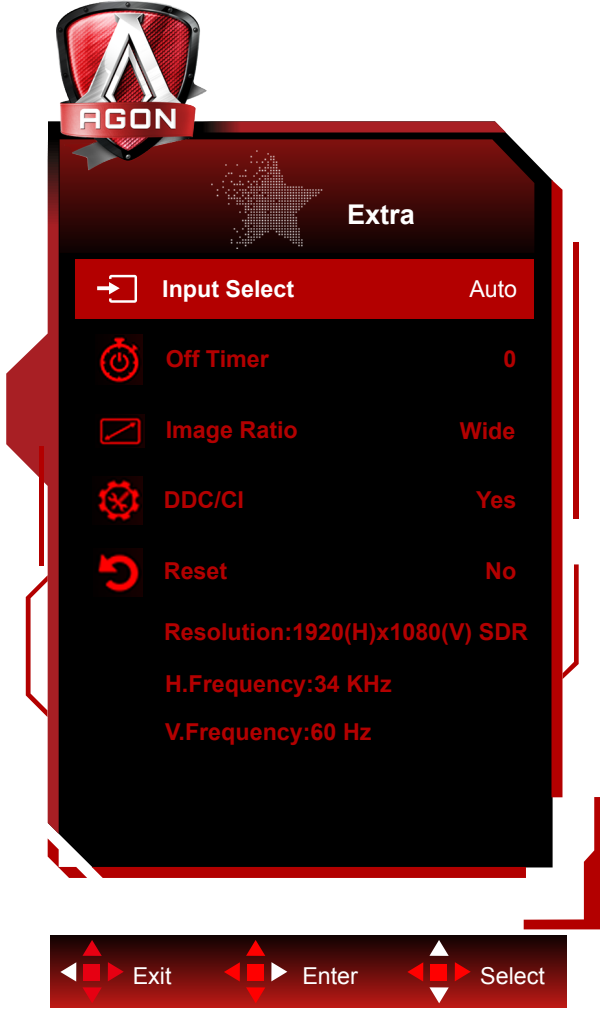 AGON
Extra
Input Select Auto
Off Timer 0
Image Ratio Wide
DDC/CI Yes
Reset No
Resolution:1920(H)x1080(V) SDR
H.Frequency:34 KHz
V.Frequency:60 Hz
Exit Enter Select